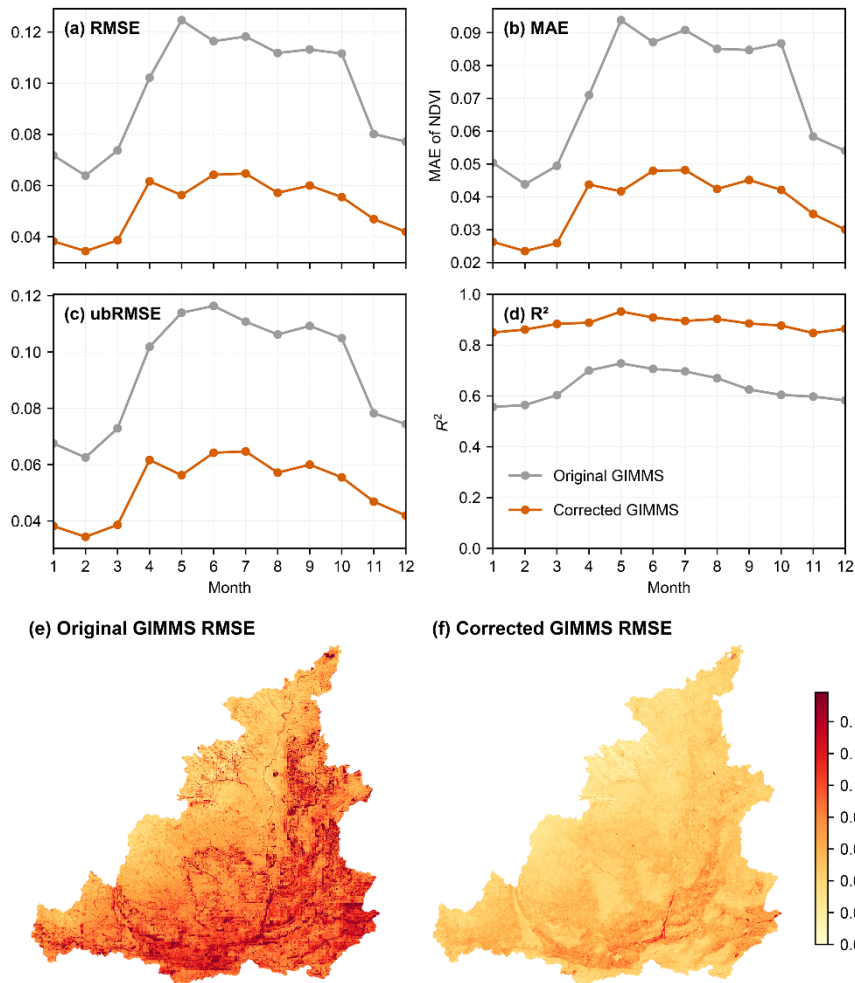 (a) RMSE
0.12
0.10
0.08
0.06
0.04
(b) MAE
MAE of NDVI
0.09
0.08
0.07
0.06
0.05
0.04
0.03
0.02
(c) ubRMSE
0.12
0.10
0.08
0.06
0.04
1 2 3 4 5 6 7 8 9 10 11 12
Month
(d) R²
R²
1.0
0.8
0.6
0.4
0.2
0.0
Original GIMMS
Corrected GIMMS
1 2 3 4 5 6 7 8 9 10 11 12
Month
(e) Original GIMMS RMSE
(f) Corrected GIMMS RMSE